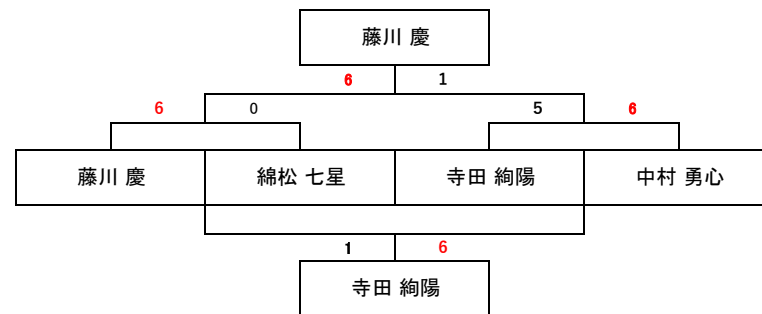 藤川 慶
6 1
6 0 5 6
藤川 慶 綿松 七星 寺田 絢陽 中村 勇心
1 6
寺田 絢陽